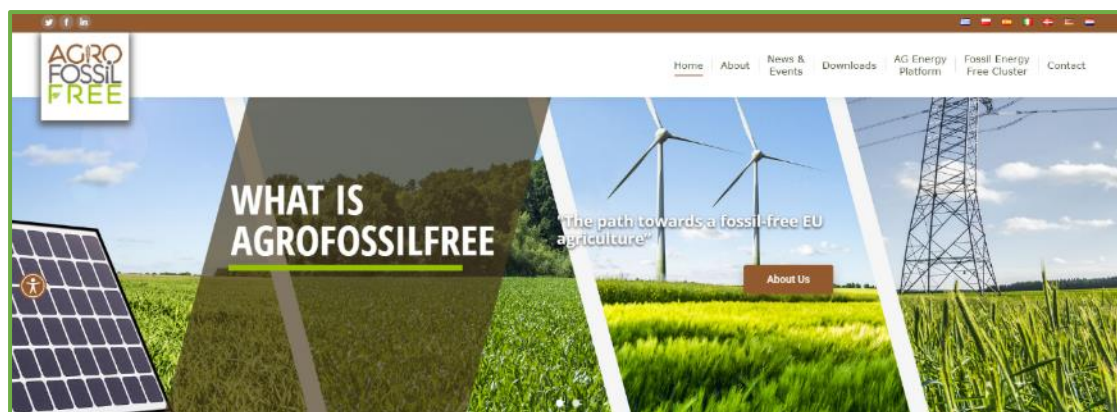 AGRO
FOSSIL
FREE
Home
About
News &
Events
Downloads
AG Energy
Platform
Fossil Energy
Free Cluster
Contact
WHAT IS
AGROFOSSILFREE
"The path towards a fossil-free EU
agriculture"
About Us